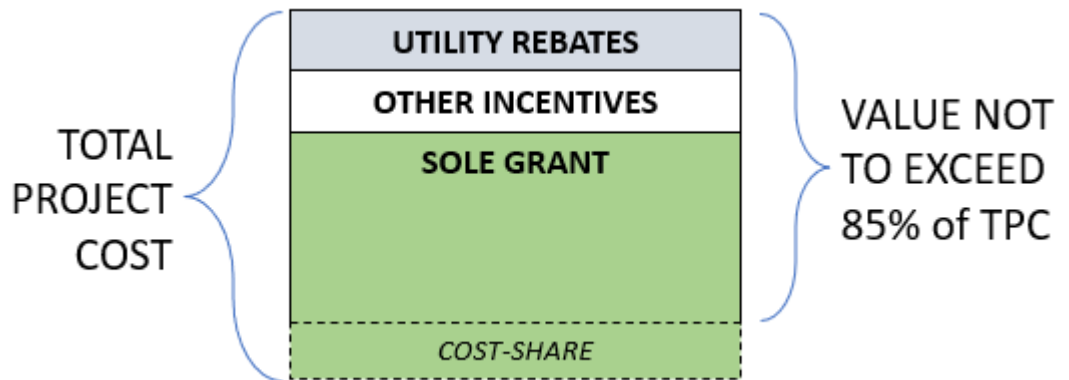 UTILITY REBATES
OTHER INCENTIVES
SOLE GRANT
COST-SHARE
TOTAL
PROJECT
COST
VALUE NOT
TO EXCEED
85% of TPC